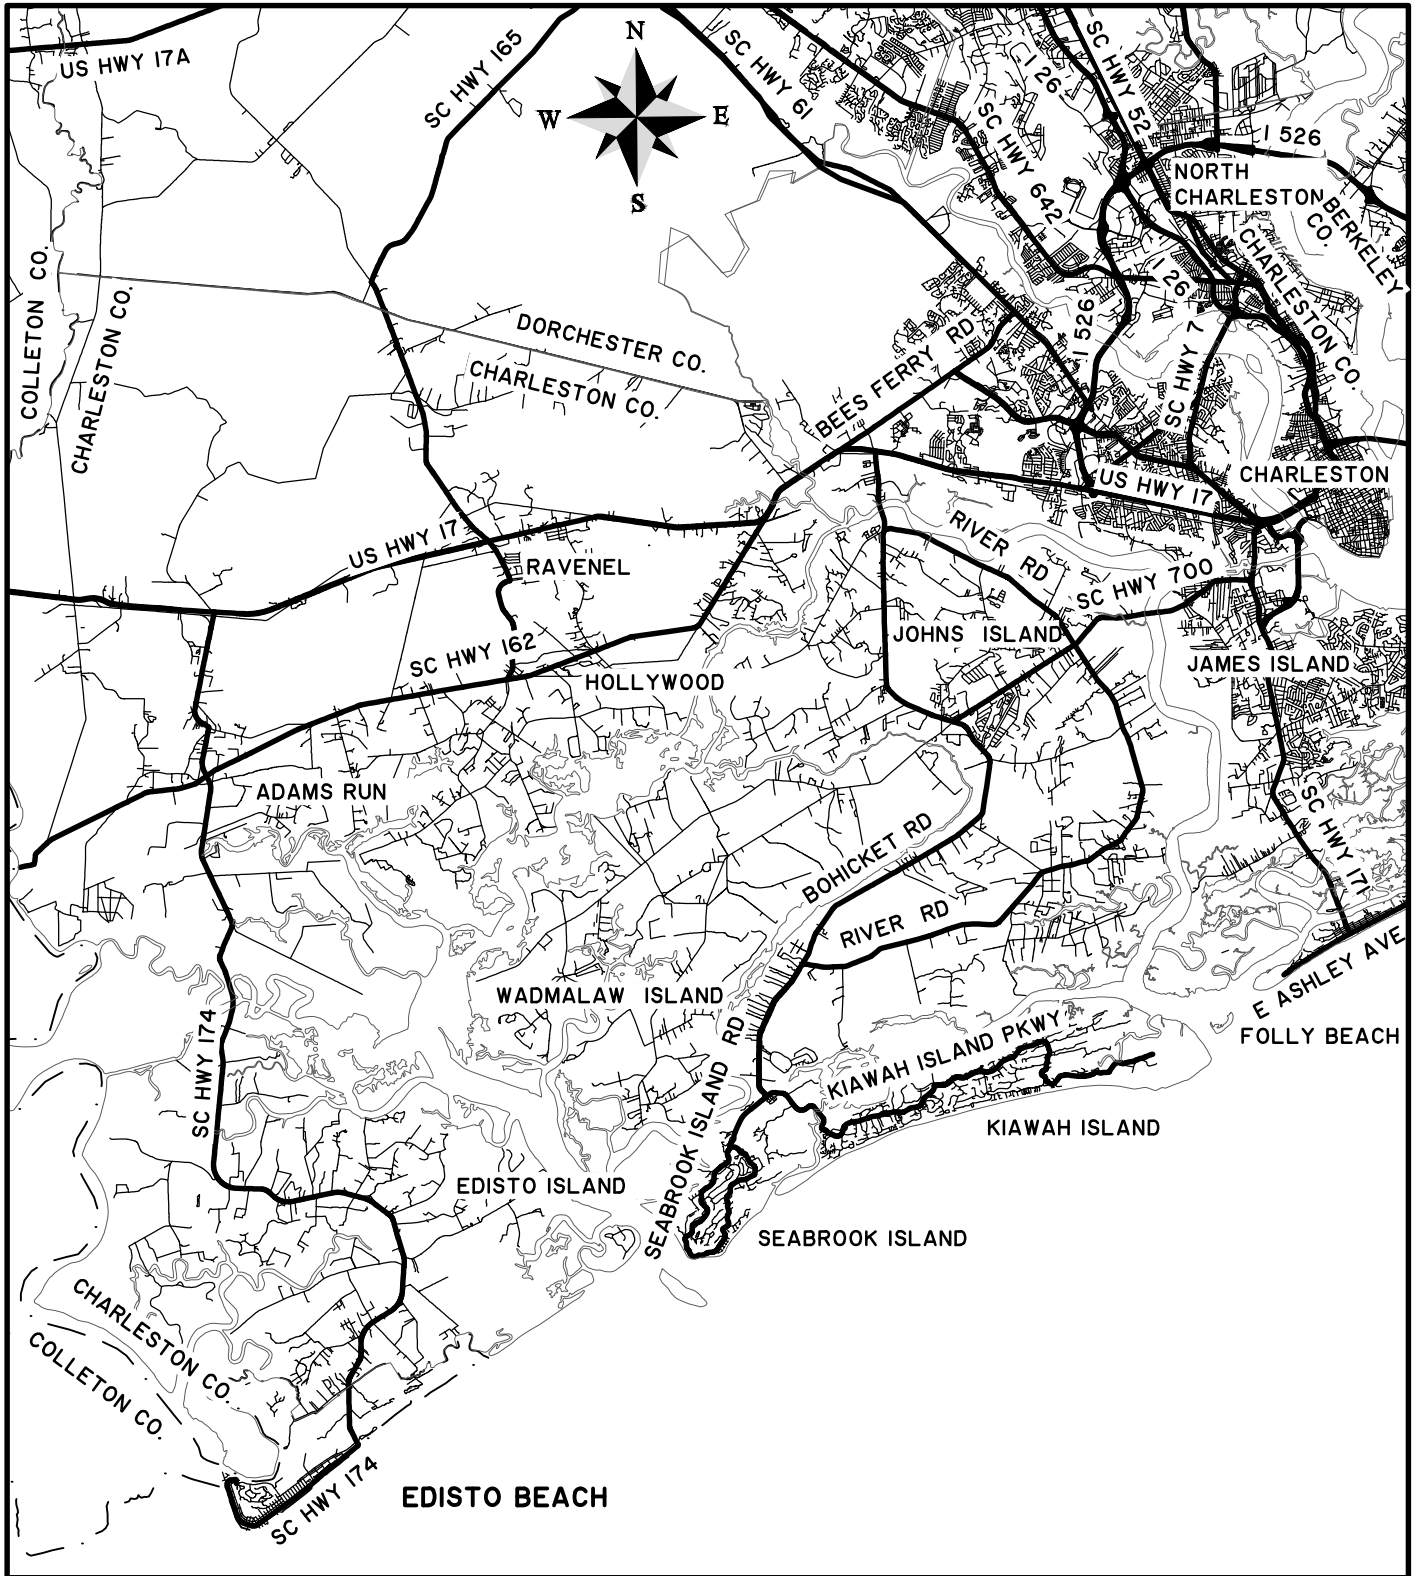 US HWY 17A
SC HWY 165
N
W
E
S
SC HWY 61
SC HWY 642
I 26
SC HWY 52
I 526
NORTH
CHARLESTON
BERKELEY
CO.
CHARLESTON CO.
I 26
I 526
SC HWY 7
COLLETON CO.
CHARLESTON CO.
DORCHESTER CO.
CHARLESTON CO.
BEES FERRY RD
US HWY 17
CHARLESTON
US HWY 17
RAVENEL
RIVER RD
SC HWY 700
SC HWY 162
JOHNS ISLAND
JAMES ISLAND
HOLLYWOOD
ADAMS RUN
BOHICKET RD
SC HWY 171
RIVER RD
WADMALAW ISLAND
E ASHLEY AVE
FOLLY BEACH
SC HWY 174
SEABROOK ISLAND RD
KIAWAH ISLAND PKWY
KIAWAH ISLAND
EDISTO ISLAND
SEABROOK ISLAND
CHARLESTON CO.
COLLETON CO.
SC HWY 174
EDISTO BEACH